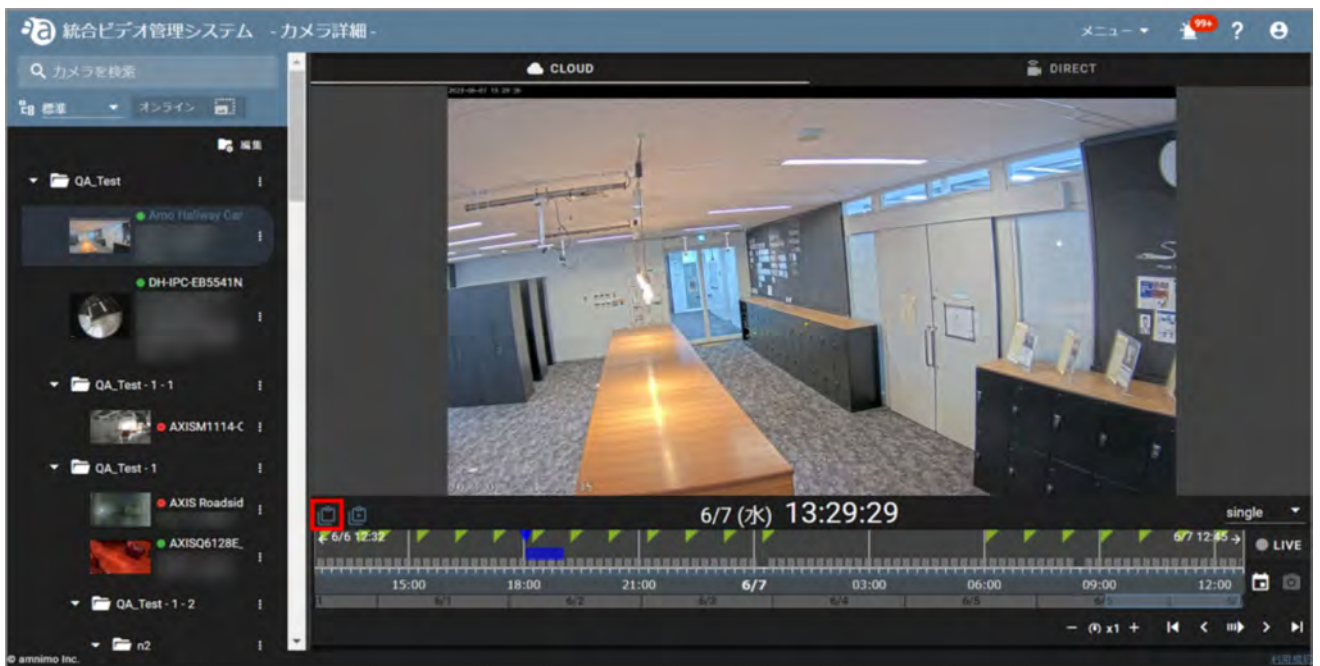 統合ビデオ管理システム - カメラ詳細 -
メニュー
99+
?
カメラを検索
標準
オンライン
編集
QA_Test
Amo Hallway Car
DH-IPC-EB5541N
QA_Test - 1 - 1
AXISM1114-C
QA_Test - 1
AXIS Roadsid
AXISQ6128E_
QA_Test - 1 - 2
n2
© amnimo Inc.
CLOUD
DIRECT
6/7 (水) 13:29:29
single
6/6 12:32
6/7 12:45
LIVE
15:00 18:00 21:00 6/7 03:00 06:00 09:00 12:00
6/1 6/2 6/3 6/4 6/5
x1
利用規約